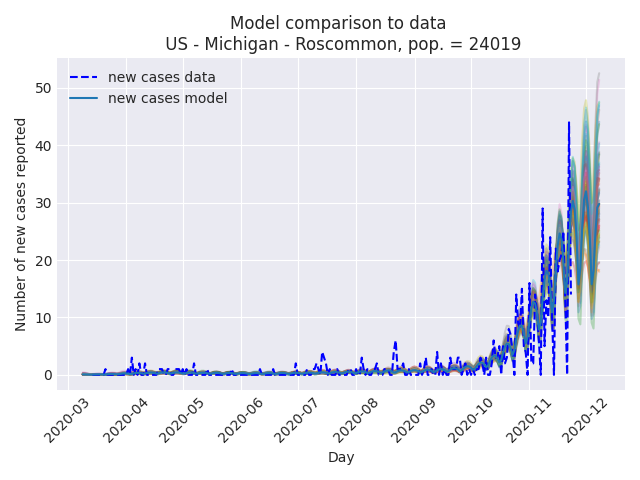 Model comparison to data
US - Michigan - Roscommon, pop. = 24019
new cases data
new cases model
Number of new cases reported
50
40
30
20
10
0
2020-03
2020-04
2020-05
2020-06
2020-07
2020-08
2020-09
2020-10
2020-11
2020-12
Day